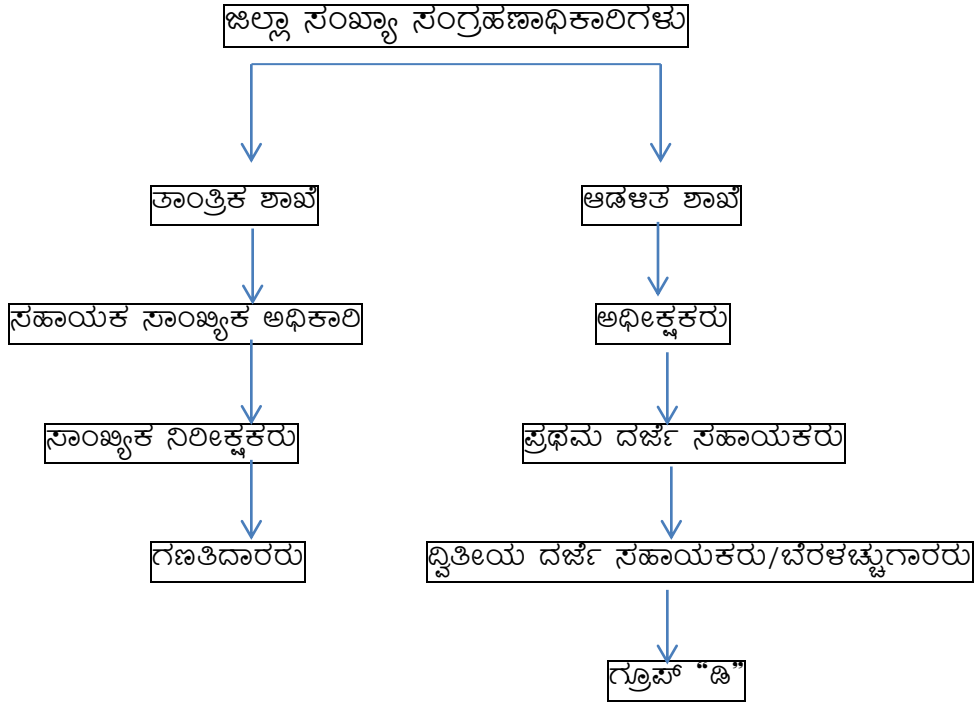 ಜಿಲ್ಲಾ ಸಂಖ್ಯಾ ಸಂಗ್ರಹಣಾಧಿಕಾರಿಗಳು
ತಾಂತ್ರಿಕ ಶಾಖೆ
ಆಡಳಿತ ಶಾಖೆ
ಸಹಾಯಕ ಸಾಂಖ್ಯಿಕ ಅಧಿಕಾರಿ
ಅಧೀಕ್ಷಕರು
ಸಾಂಖ್ಯಿಕ ನಿರೀಕ್ಷಕರು
ಪ್ರಥಮ ದರ್ಜೆ ಸಹಾಯಕರು
ಗಣತಿದಾರರು
ದ್ವಿತೀಯ ದರ್ಜೆ ಸಹಾಯಕರು/ಬೆರಳಚ್ಚುಗಾರರು
ಗ್ರೂಪ್ “ಡಿ”